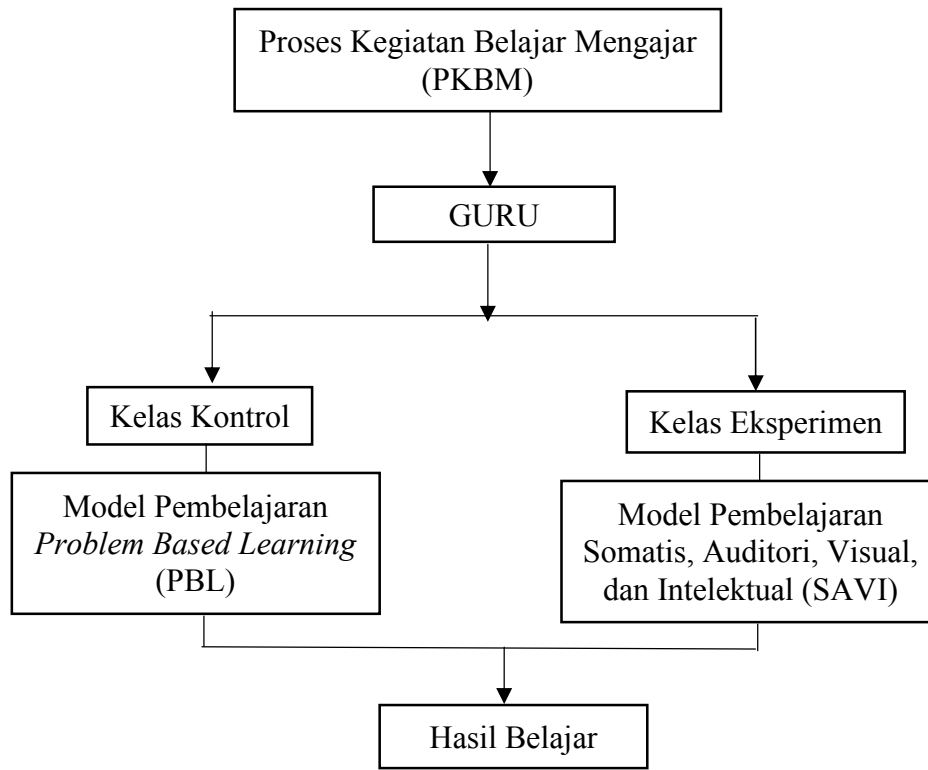 Proses Kegiatan Belajar Mengajar
(PKBM)
GURU
Kelas Kontrol
Kelas Eksperimen
Model Pembelajaran
Problem Based Learning
(PBL)
Model Pembelajaran
Somatis, Auditori, Visual,
dan Intelektual (SAVI)
Hasil Belajar